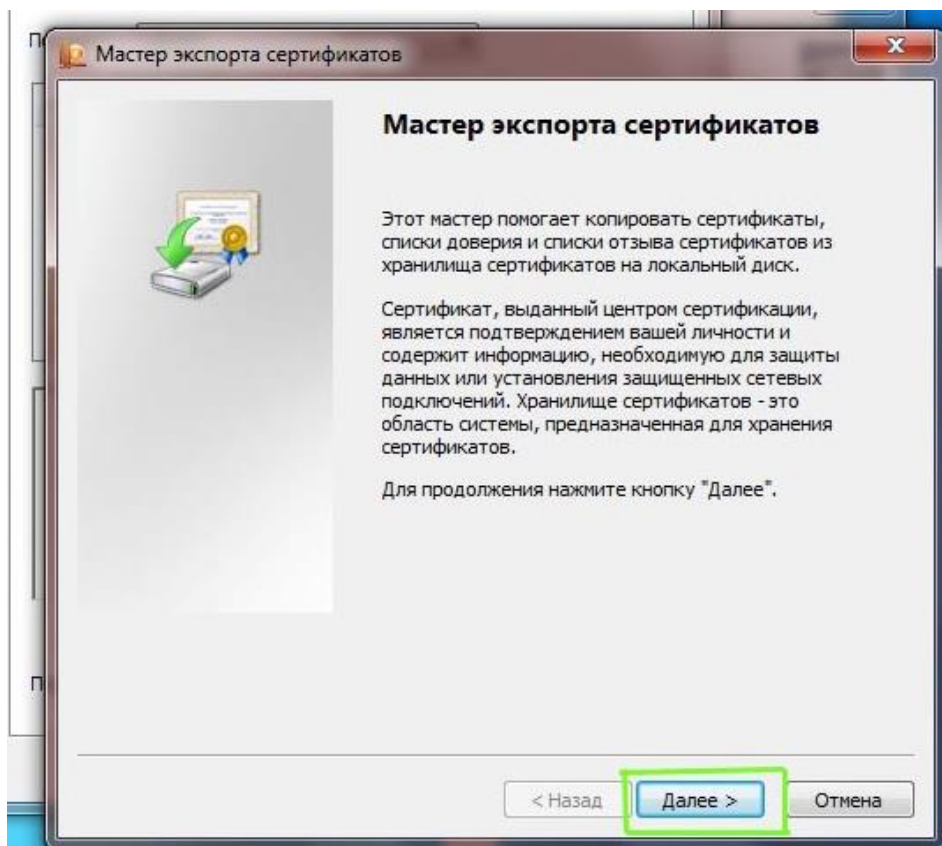 Мастер экспорта сертификатов
Мастер экспорта сертификатов
Этот мастер помогает копировать сертификаты,
списки доверия и списки отзыва сертификатов из
хранилища сертификатов на локальный диск.
Сертификат, выданный центром сертификации,
является подтверждением вашей личности и
содержит информацию, необходимую для защиты
данных или установления защищенных сетевых
подключений. Хранилище сертификатов - это
область системы, предназначенная для хранения
сертификатов.
Для продолжения нажмите кнопку "Далее".
< Назад Далее > Отмена